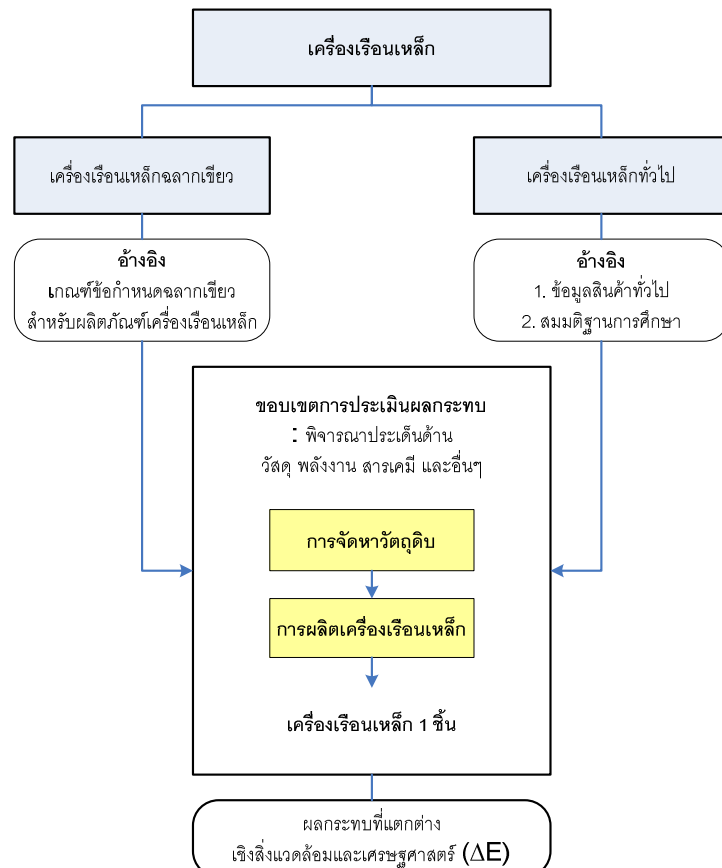 เครื่องเรือนเหล็ก
เครื่องเรือนเหล็กฉลากเขียว
เครื่องเรือนเหล็กทั่วไป
อ้างอิง
เกณฑ์ข้อกำหนดฉลากเขียว
สำหรับผลิตภัณฑ์เครื่องเรือนเหล็ก
อ้างอิง
1. ข้อมูลสินค้าทั่วไป
2. สมมติฐานการศึกษา
ขอบเขตการประเมินผลกระทบ
: พิจารณาประเด็นด้าน
วัสดุ พลังงาน สารเคมี และอื่นๆ
การจัดหาวัตถุดิบ
การผลิตเครื่องเรือนเหล็ก
เครื่องเรือนเหล็ก 1 ชิ้น
ผลกระทบที่แตกต่าง
เชิงสิ่งแวดล้อมและเศรษฐศาสตร์ (ΔE)